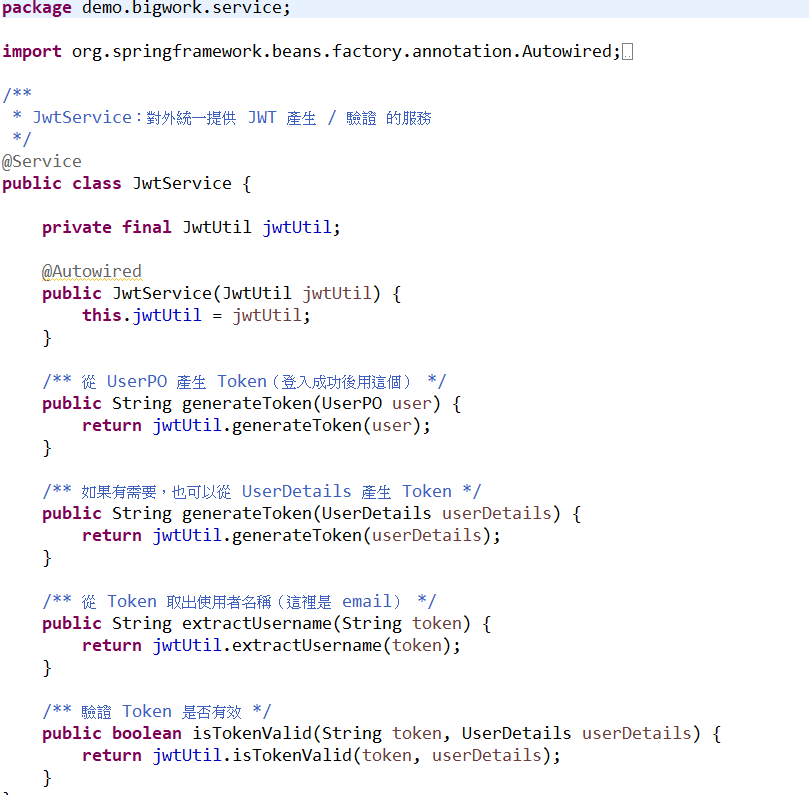 package demo.bigwork.service;
import org.springframework.beans.factory.annotation.Autowired;
/**
 * JwtService：對外統一提供 JWT 產生 / 驗證 的服務
 */
@Service
public class JwtService {
    private final JwtUtil jwtUtil;
    @Autowired
    public JwtService(JwtUtil jwtUtil) {
        this.jwtUtil = jwtUtil;
    }
    /** 從 UserPO 產生 Token（登入成功後用這個） */
    public String generateToken(UserPO user) {
        return jwtUtil.generateToken(user);
    }
    /** 如果有需要，也可以從 UserDetails 產生 Token */
    public String generateToken(UserDetails userDetails) {
        return jwtUtil.generateToken(userDetails);
    }
    /** 從 Token 取出使用者名稱（這裡是 email） */
    public String extractUsername(String token) {
        return jwtUtil.extractUsername(token);
    }
    /** 驗證 Token 是否有效 */
    public boolean isTokenValid(String token, UserDetails userDetails) {
        return jwtUtil.isTokenValid(token, userDetails);
    }